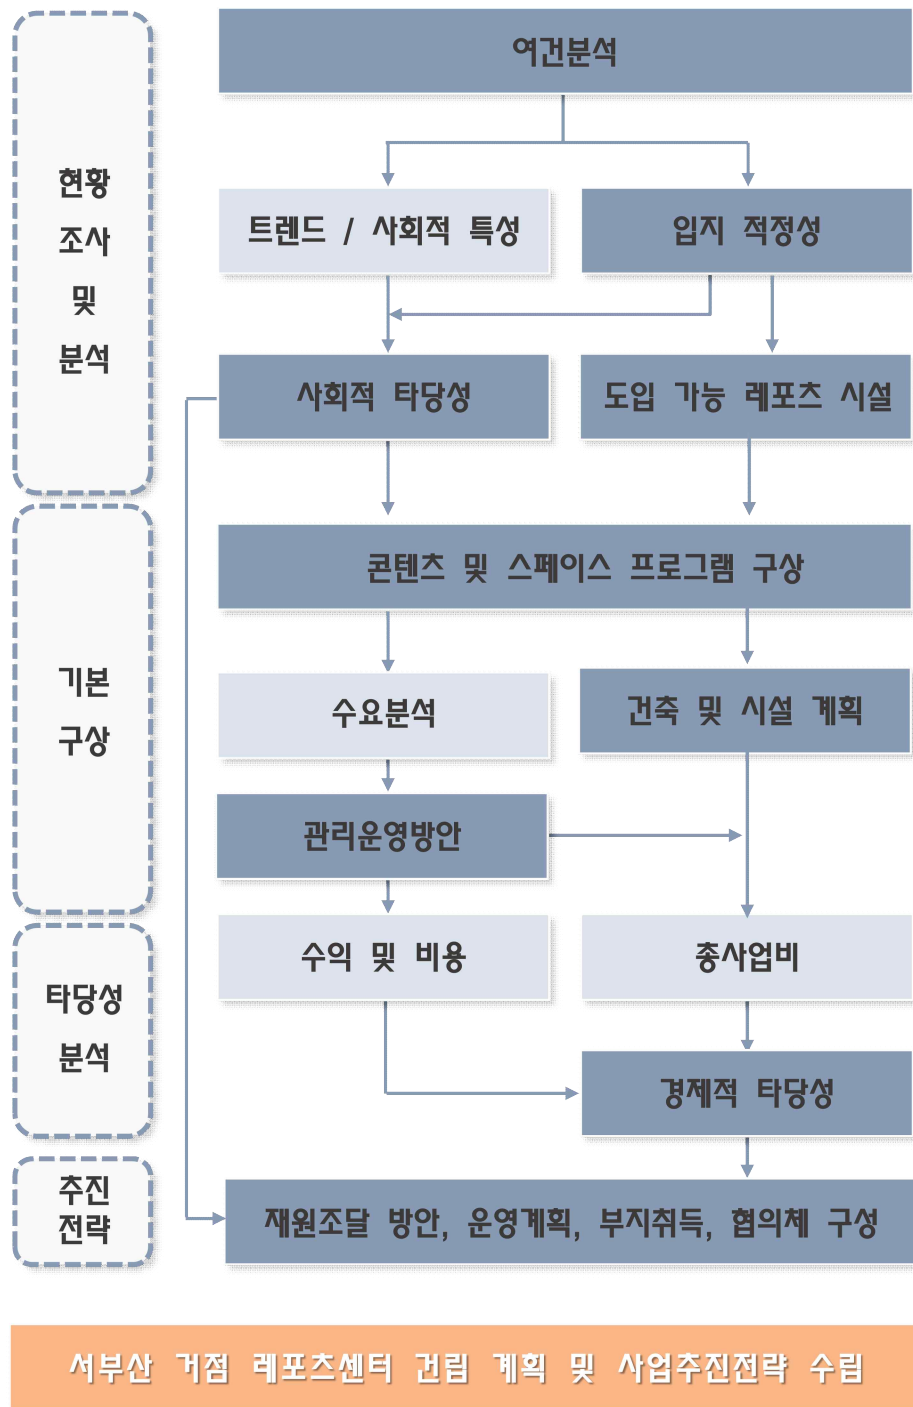 현황
조사
및
분석
여건분석
트렌드 / 사회적 특성
입지 적정성
사회적 타당성
도입 가능 레포츠 시설
기본
구상
콘텐츠 및 스페이스 프로그램 구상
수요분석
건축 및 시설 계획
관리운영방안
타당성
분석
수익 및 비용
총사업비
경제적 타당성
추진
전략
재원조달 방안, 운영계획, 부지취득, 협의체 구성
서부산 거점 레포츠센터 건립 계획 및 사업추진전략 수립